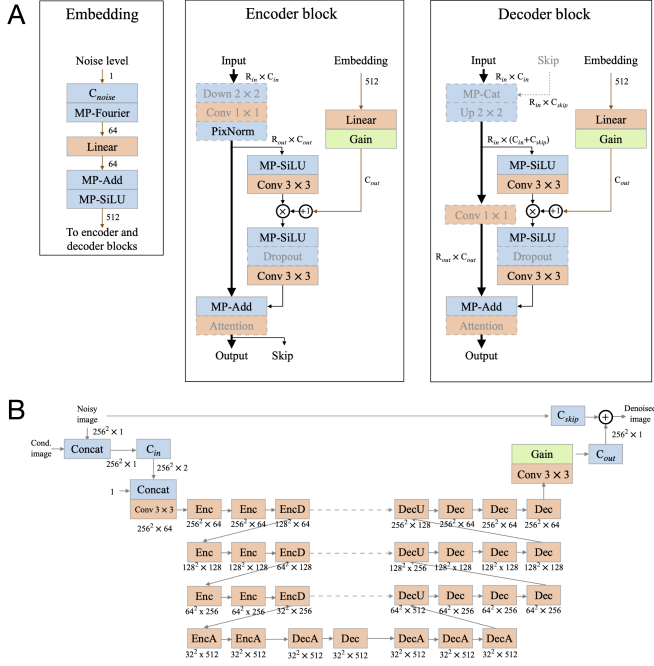 A
Embedding
Noise level
1
C_noise
MP-Fourier
64
Linear
64
MP-Add
MP-SiLU
512
To encoder and
decoder blocks
Encoder block
Input
Embedding
R_in × C_in
512
Down 2 × 2
Conv 1 × 1
PixNorm
Linear
Gain
R_out × C_out
MP-SiLU
Conv 3 × 3
C_out
× +1
MP-SiLU
Dropout
Conv 3 × 3
MP-Add
Attention
Output Skip
Decoder block
Input Skip Embedding
R_in × C_in
512
MP-Cat
R_in × C_skip
Up 2 × 2
Linear
Gain
R_in × (C_in+C_skip)
MP-SiLU
Conv 3 × 3
C_out
Conv 1 × 1
× +1
MP-SiLU
R_out × C_out
Dropout
Conv 3 × 3
MP-Add
Attention
Output
B
Noisy
image
C_skip
+
Denoised
image
256² × 1
256² × 1
Cond.
image
Concat
C_in
256² × 1
256² × 2
Gain
C_out
Conv 3 × 3
1
Concat
Conv 3 × 3
256² × 64
Enc Enc EncD DecU Dec Dec Dec
256² × 64 256² × 64 128² × 64 256² × 128 256² × 64 256² × 64 256² × 64
Enc Enc EncD DecU Dec Dec Dec
128² × 128 128² × 128 64² × 128 128² x 256 128² x 128 128² x 128 128² × 128
Enc Enc EncD DecU Dec Dec Dec
64² x 256 64² x 256 32² × 256 64² × 512 64² × 256 64² × 256 64² × 256
EncA EncA DecA Dec DecA DecA DecA
32² x 512 32² × 512 32² × 512 32² × 512 32² × 512 32² × 512 32² × 512